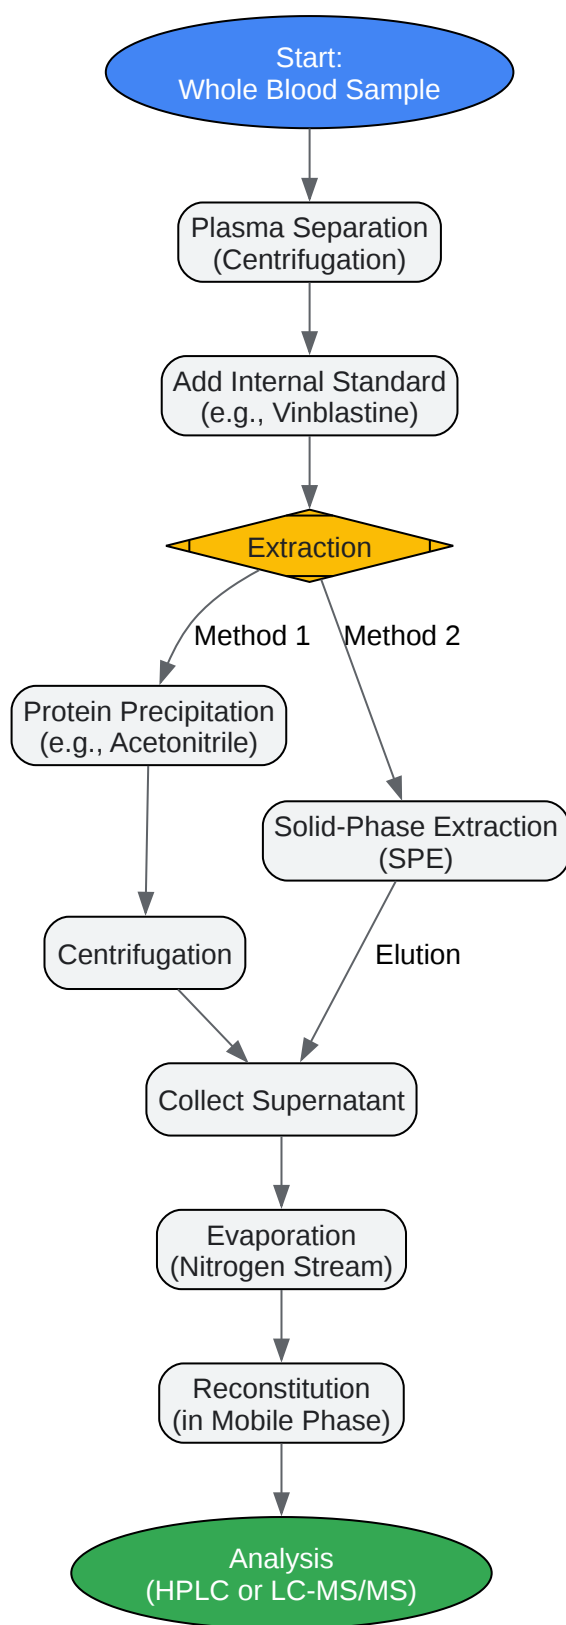 Start:
Whole Blood Sample
Plasma Separation
(Centrifugation)
Add Internal Standard
(e.g., Vinblastine)
Extraction
Method 1
Method 2
Protein Precipitation
(e.g., Acetonitrile)
Solid-Phase Extraction
(SPE)
Centrifugation
Elution
Collect Supernatant
Evaporation
(Nitrogen Stream)
Reconstitution
(in Mobile Phase)
Analysis
(HPLC or LC-MS/MS)